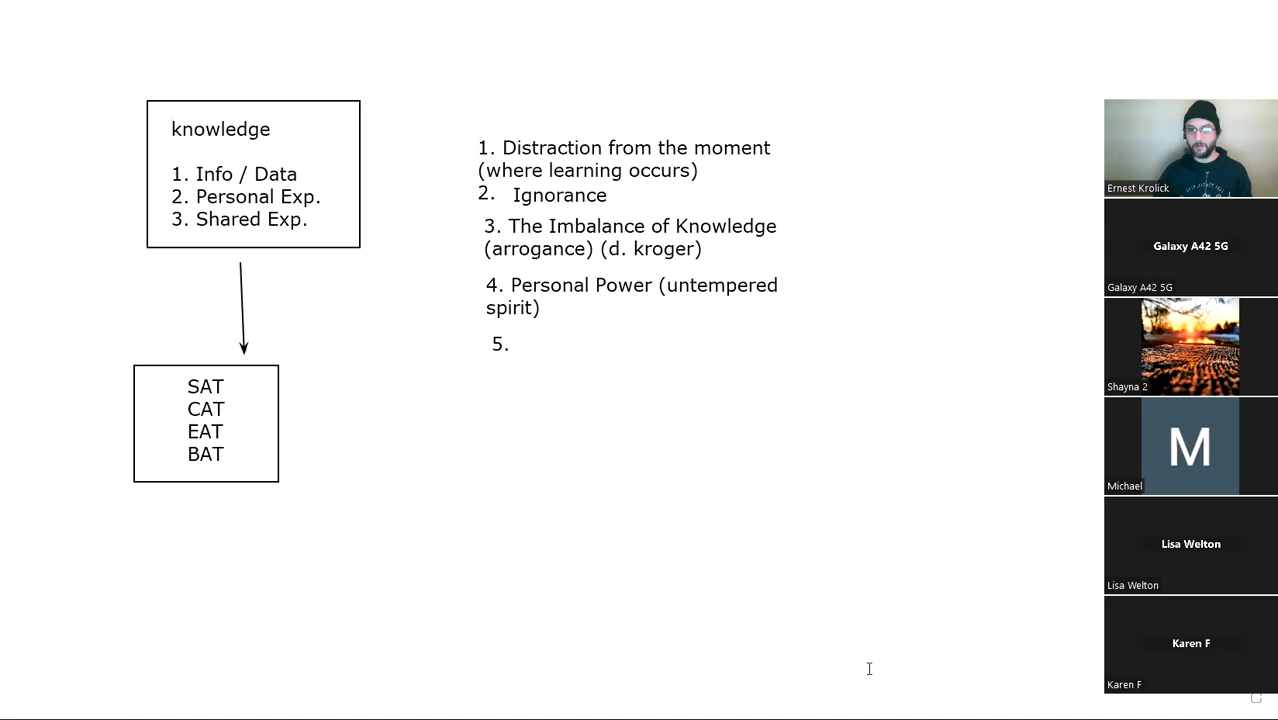 knowledge
1. Info / Data
2. Personal Exp.
3. Shared Exp.
SAT
CAT
EAT
BAT
1. Distraction from the moment
(where learning occurs)
2. Ignorance
3. The Imbalance of Knowledge
(arrogance) (d. kroger)
4. Personal Power (untempered
spirit)
5.
Ernest Krolick
Galaxy A42 5G
Galaxy A42 5G
Shayna 2
M
Michael
Lisa Welton
Lisa Welton
Karen F
Karen F